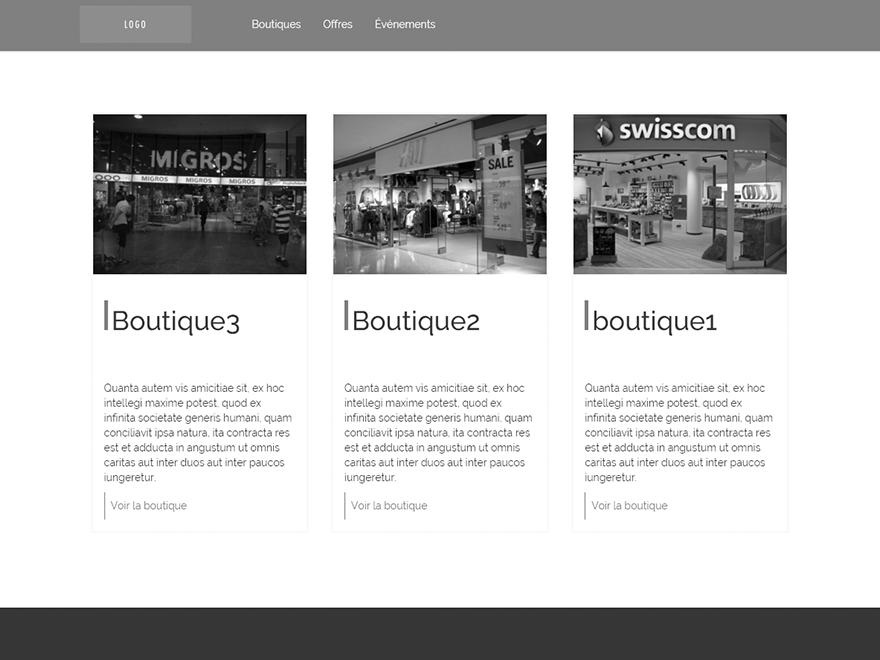 LOGO
Boutiques Offres Événements
MIGROS
MIGROS MIGROS MIGROS
H&M
SALE
swisscom
Boutique3
Quanta autem vis amicitiae sit, ex hoc
intellegi maxime potest, quod ex
infinita societate generis humani, quam
conciliavit ipsa natura, ita contracta res
est et adducta in angustum ut omnis
caritas aut inter duos aut inter paucos
iungeretur.
Voir la boutique
Boutique2
Quanta autem vis amicitiae sit, ex hoc
intellegi maxime potest, quod ex
infinita societate generis humani, quam
conciliavit ipsa natura, ita contracta res
est et adducta in angustum ut omnis
caritas aut inter duos aut inter paucos
iungeretur.
Voir la boutique
boutique1
Quanta autem vis amicitiae sit, ex hoc
intellegi maxime potest, quod ex
infinita societate generis humani, quam
conciliavit ipsa natura, ita contracta res
est et adducta in angustum ut omnis
caritas aut inter duos aut inter paucos
iungeretur.
Voir la boutique